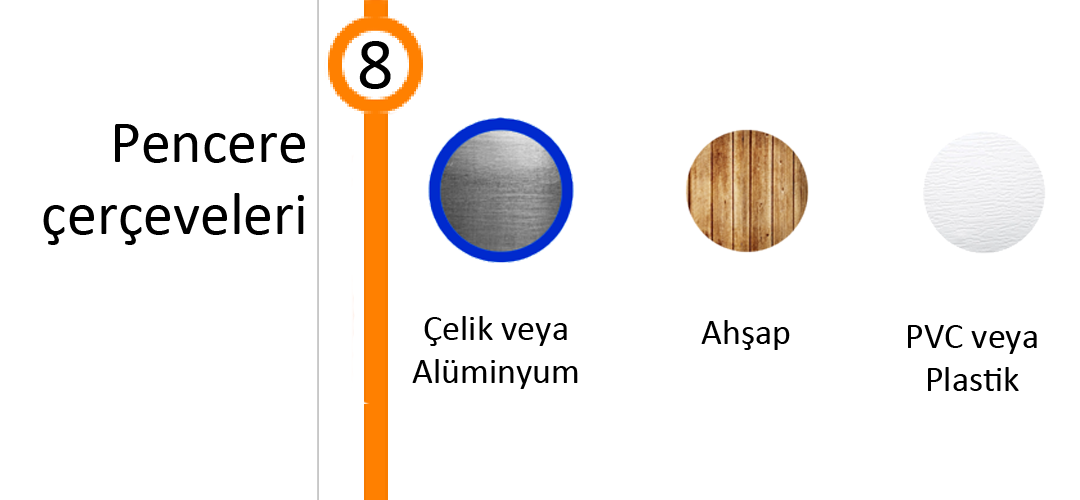 8
Pencere
çerçeveleri
Çelik veya
Alüminyum
Ahşap
PVC veya
Plastik